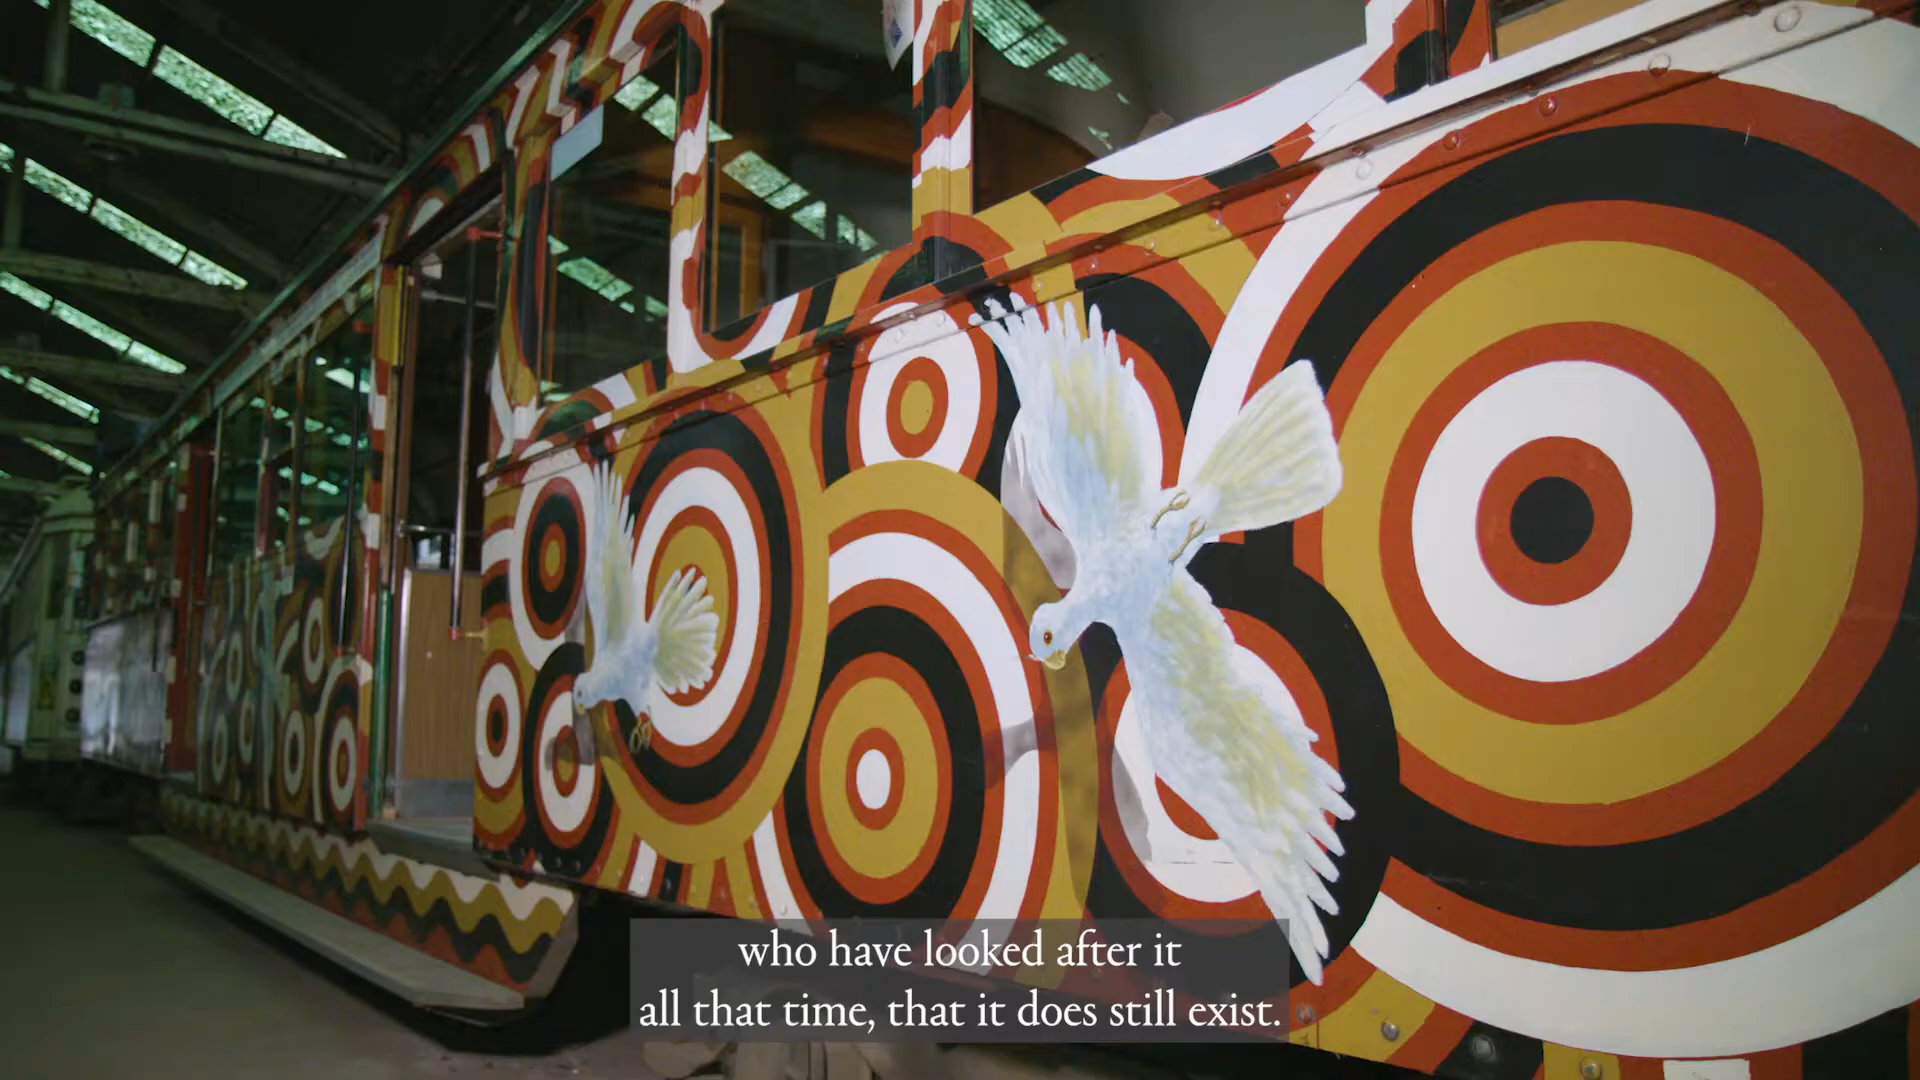 who have looked after it
all that time, that it does still exist.